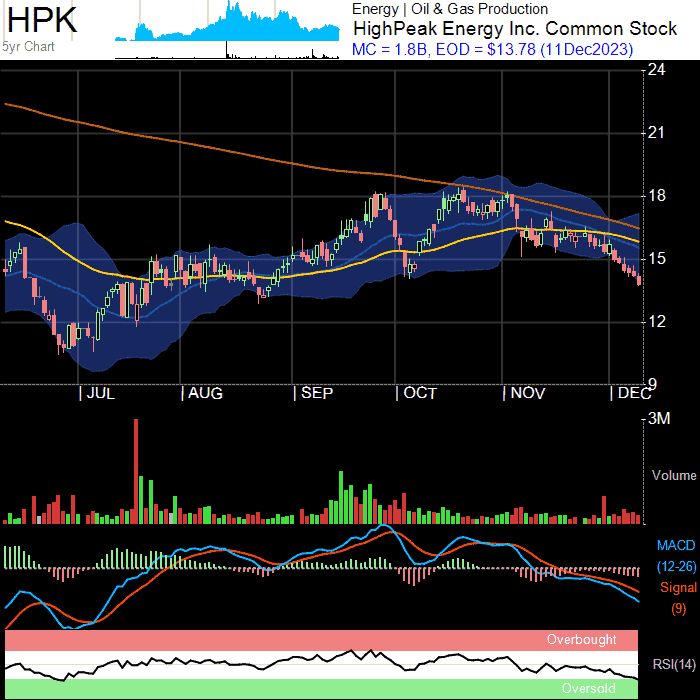 HPK
5yr Chart
Energy | Oil & Gas Production
HighPeak Energy Inc. Common Stock
MC = 1.8B, EOD = $13.78 (11Dec2023)
24
21
18
15
12
9
| JUL | AUG | SEP | OCT | NOV | DEC
3M
Volume
MACD
(12-26)
Signal
(9)
Overbought
RSI(14)
Oversold